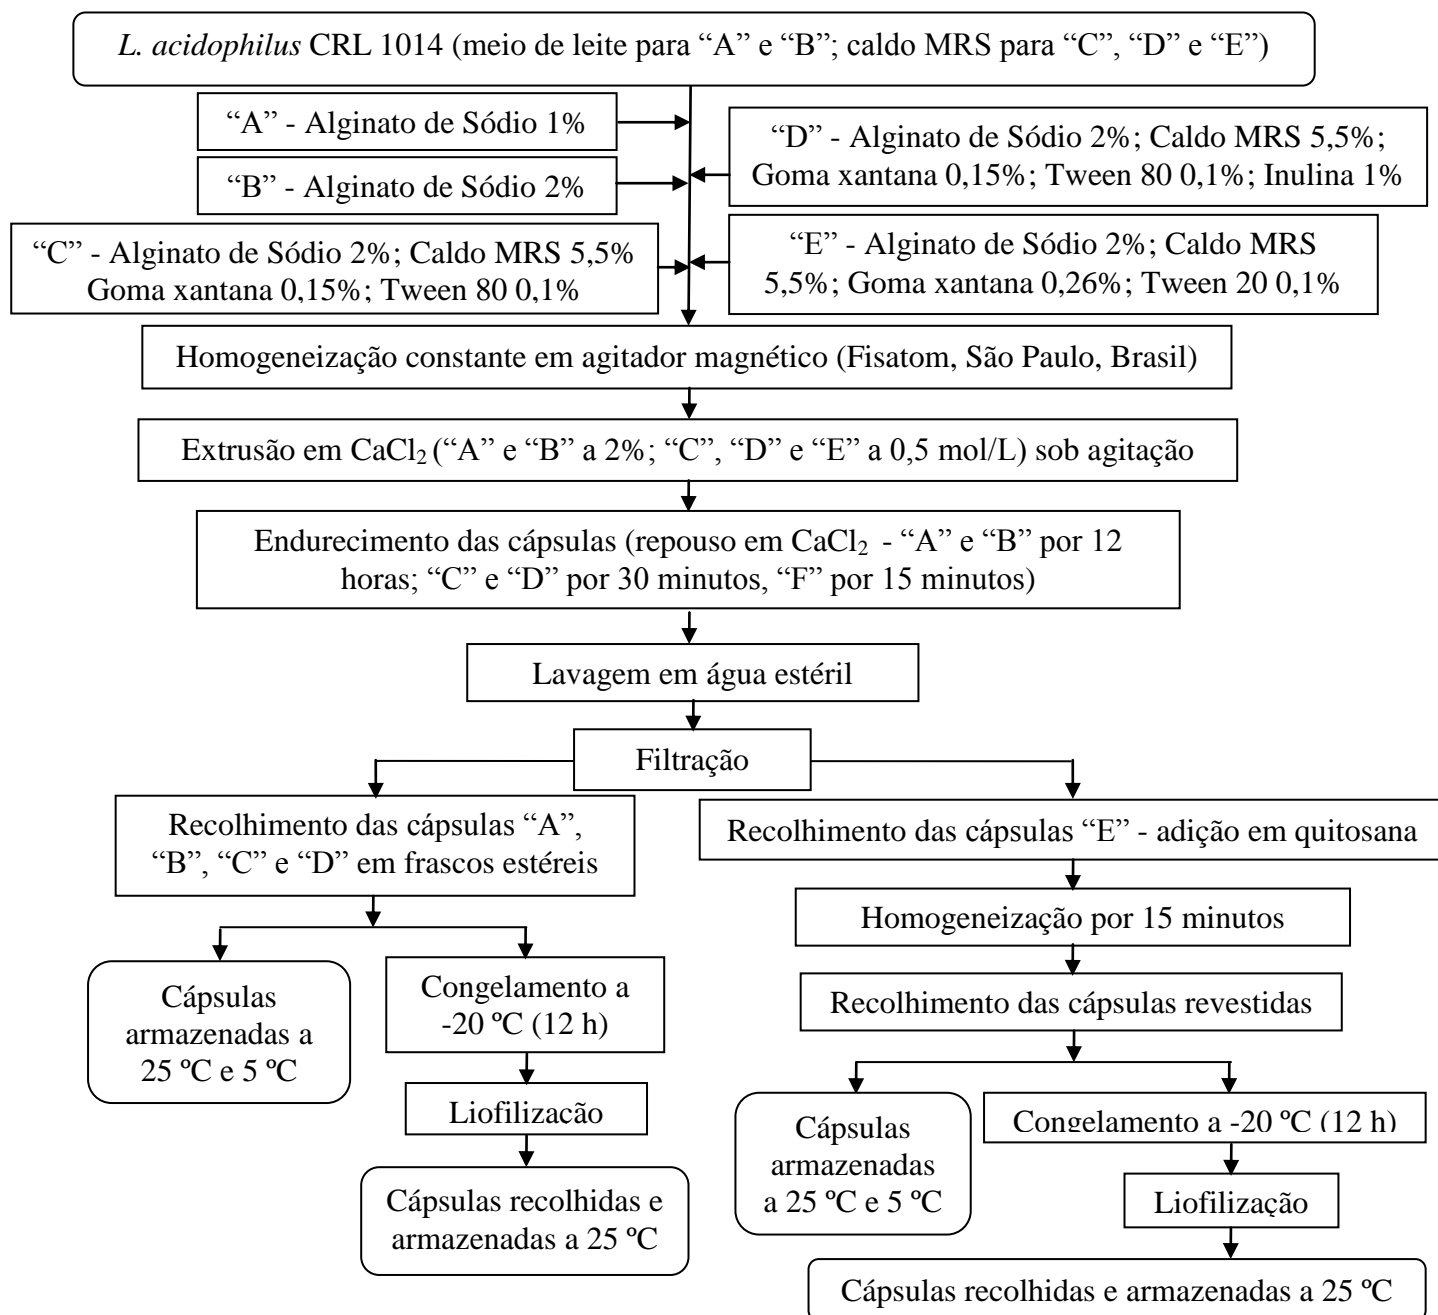 L. acidophilus CRL 1014 (meio de leite para “A” e “B”; caldo MRS para “C”, “D” e “E”)
“A” - Alginato de Sódio 1%
“B” - Alginato de Sódio 2%
“C” - Alginato de Sódio 2%; Caldo MRS 5,5%
Goma xantana 0,15%; Tween 80 0,1%
“D” - Alginato de Sódio 2%; Caldo MRS 5,5%;
Goma xantana 0,15%; Tween 80 0,1%; Inulina 1%
“E” - Alginato de Sódio 2%; Caldo MRS
5,5%; Goma xantana 0,26%; Tween 20 0,1%
Homogeneização constante em agitador magnético (Fisatom, São Paulo, Brasil)
Extrusão em CaCl₂ (“A” e “B” a 2%; “C”, “D” e “E” a 0,5 mol/L) sob agitação
Endurecimento das cápsulas (repouso em CaCl₂ - “A” e “B” por 12
horas; “C” e “D” por 30 minutos, “F” por 15 minutos)
Lavagem em água estéril
Filtração
Recolhimento das cápsulas “A”,
“B”, “C” e “D” em frascos estéreis
Cápsulas
armazenadas a
25 ºC e 5 ºC
Congelamento a
-20 ºC (12 h)
Liofilização
Cápsulas recolhidas e
armazenadas a 25 ºC
Recolhimento das cápsulas “E” - adição em quitosana
Homogeneização por 15 minutos
Recolhimento das cápsulas revestidas
Cápsulas
armazenadas
a 25 ºC e 5 ºC
Congelamento a -20 ºC (12 h)
Liofilização
Cápsulas recolhidas e armazenadas a 25 ºC